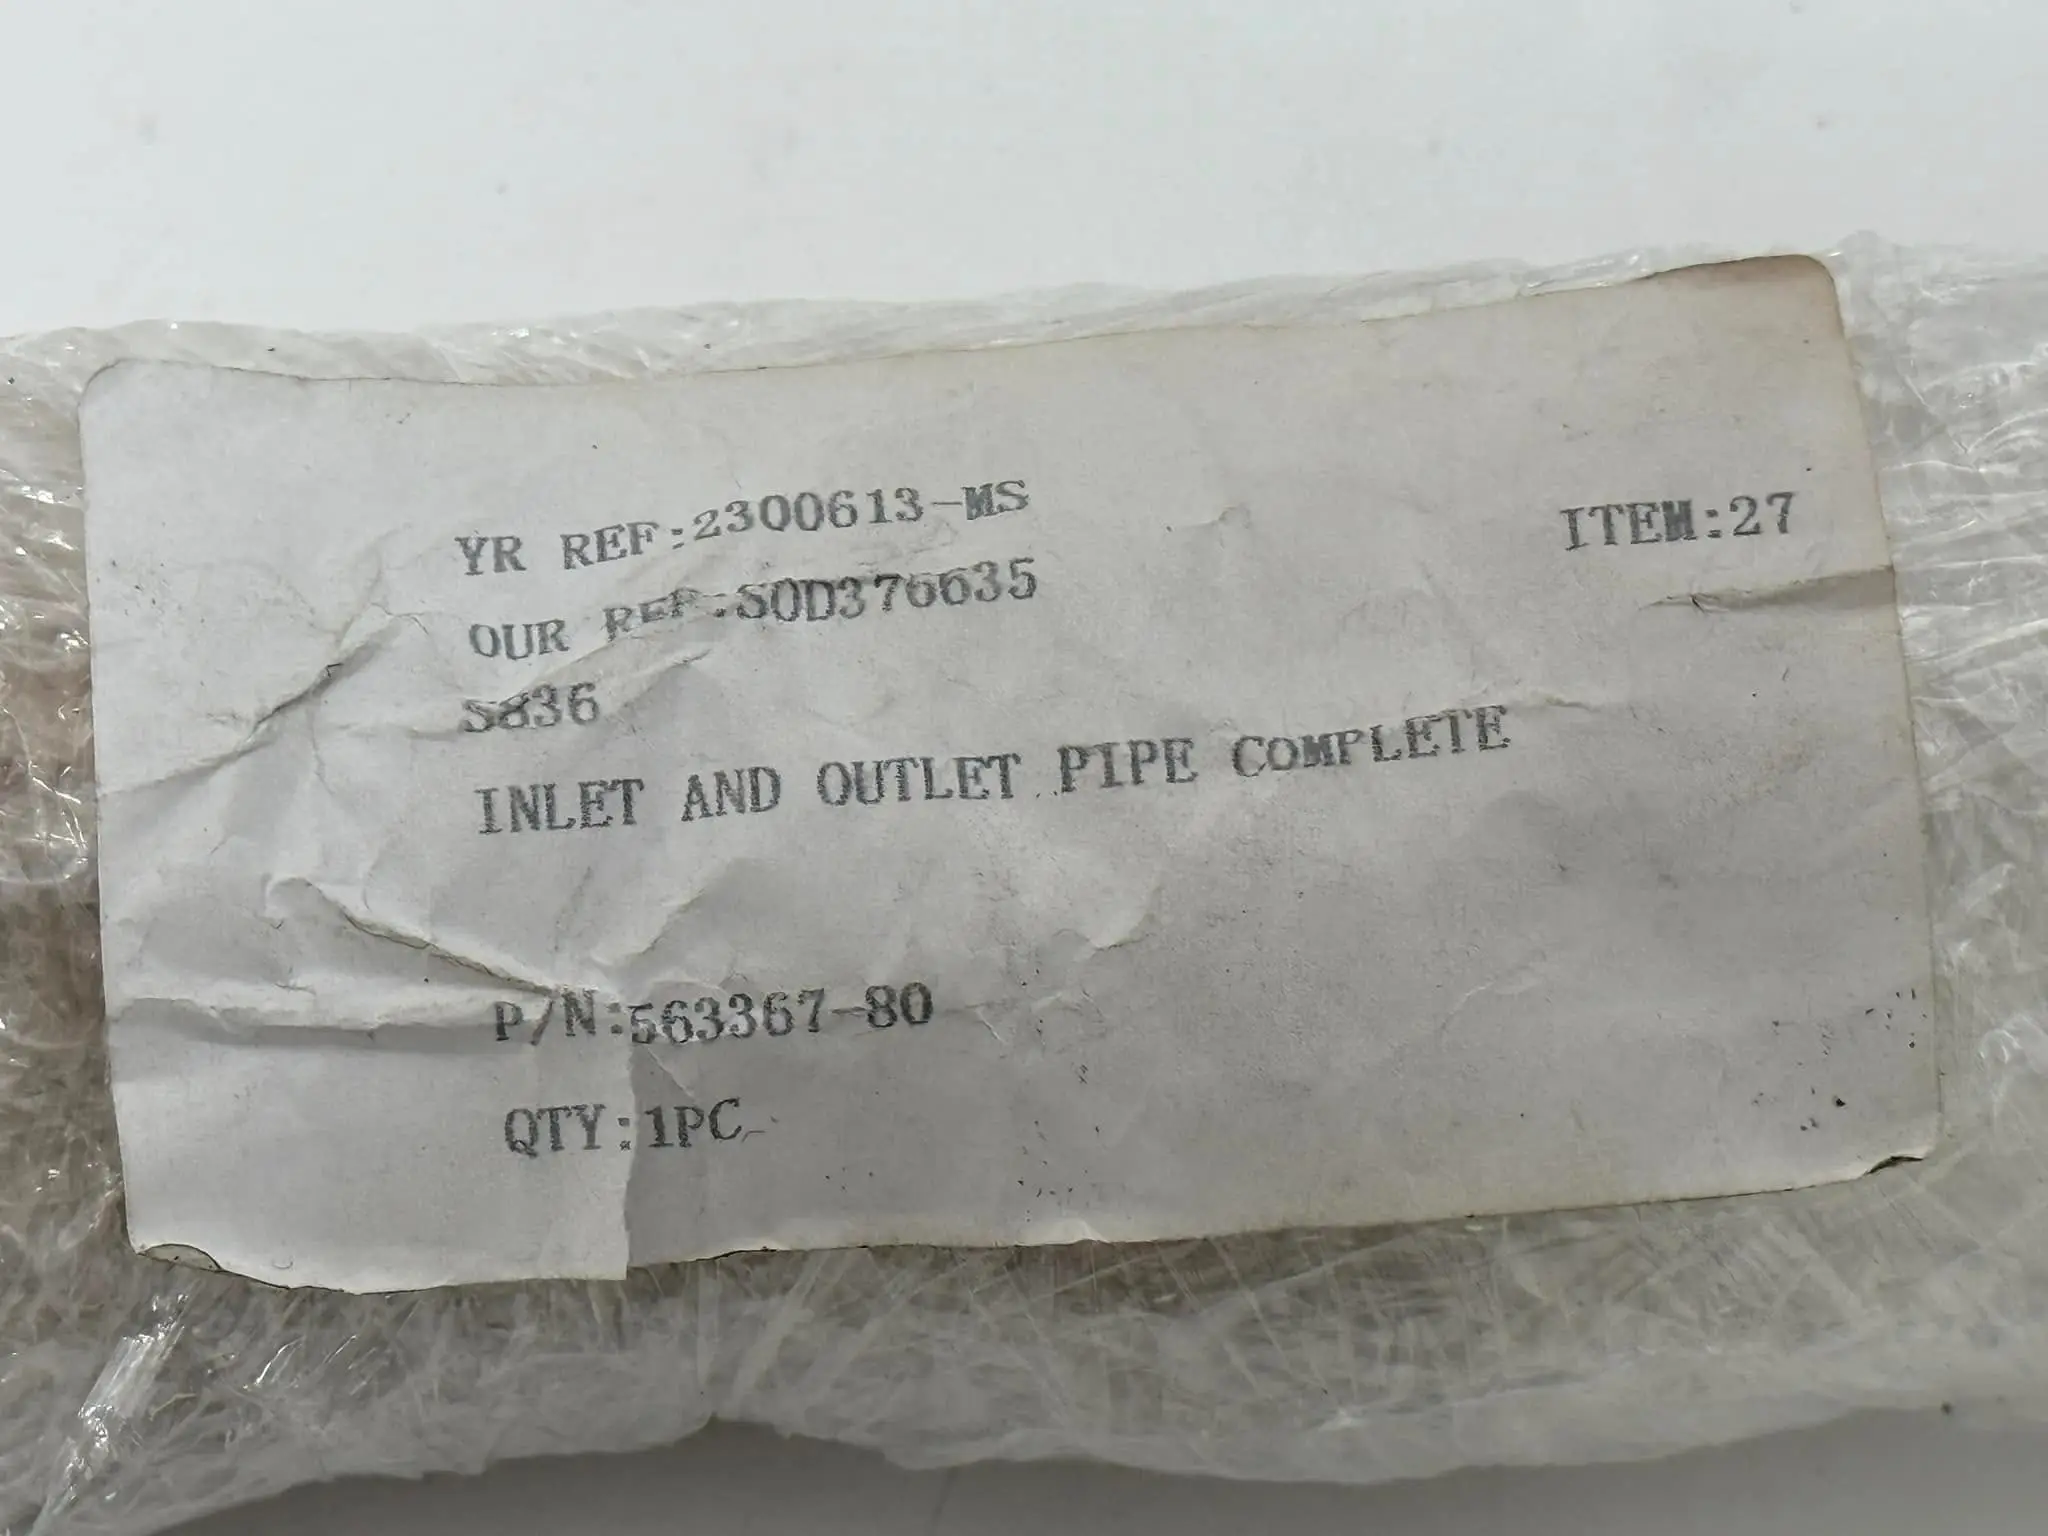 YR REF:2300613-MS
ITEM:27
OUR REF:SOD376635
S836
INLET AND OUTLET PIPE COMPLETE
P/N:563367-80
QTY:1PC